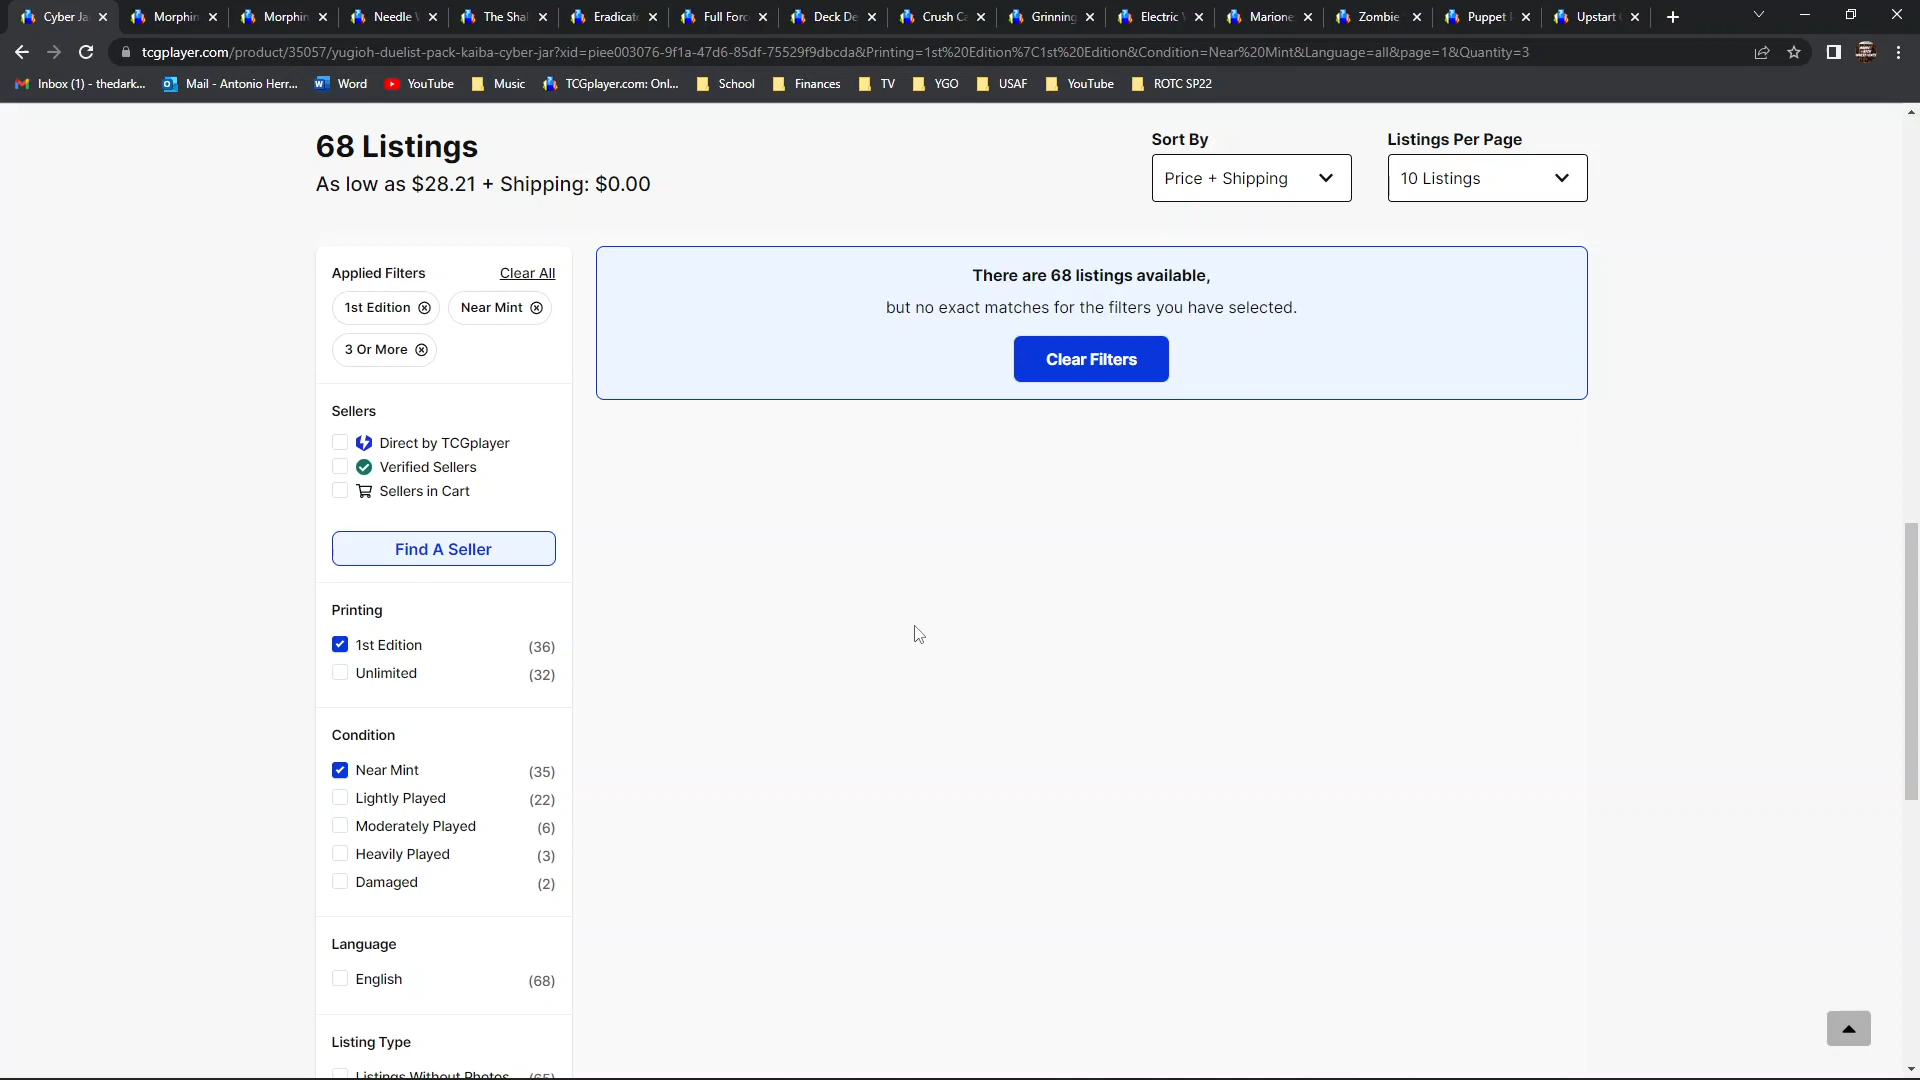 Cyber Ja Morphin Morphin Needle The Sha Eradicat Full Forc Deck De Crush Ca Grinning Electric Marione Zombie Puppet Upstart
tcgplayer.com/product/35057/yugioh-duelist-pack-kaiba-cyber-jar?xid=piee003076-9f1a-47d6-85df-75529f9dbcda&Printing=1st%20Edition%7C1st%20Edition&Condition=Near%20Mint&Language=all&page=1&Quantity=3
Inbox (1) - thedark... Mail - Antonio Herr... Word YouTube Music TCGplayer.com: Onl... School Finances TV YGO USAF YouTube ROTC SP22
68 Listings
As low as $28.21 + Shipping: $0.00
Sort By
Price + Shipping
Listings Per Page
10 Listings
Applied Filters Clear All
1st Edition Near Mint
3 Or More
There are 68 listings available,
but no exact matches for the filters you have selected.
Clear Filters
Sellers
Direct by TCGplayer
Verified Sellers
Sellers in Cart
Find A Seller
Printing
1st Edition (36)
Unlimited (32)
Condition
Near Mint (35)
Lightly Played (22)
Moderately Played (6)
Heavily Played (3)
Damaged (2)
Language
English (68)
Listing Type
Listings Without Photos (65)